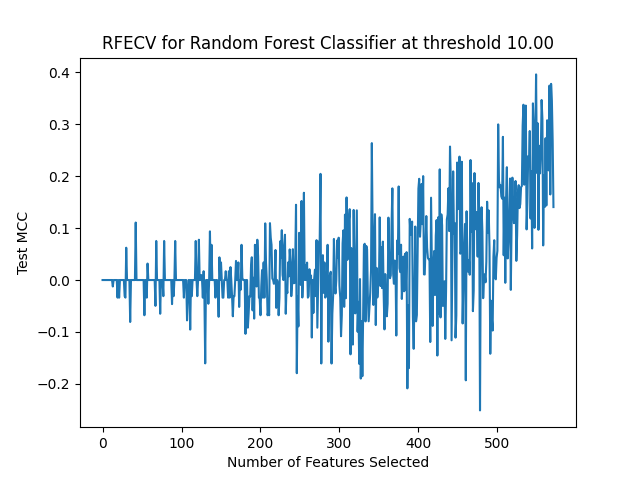 RFECV for Random Forest Classifier at threshold 10.00
Test MCC
0.4
0.3
0.2
0.1
0.0
−0.1
−0.2
0 100 200 300 400 500
Number of Features Selected